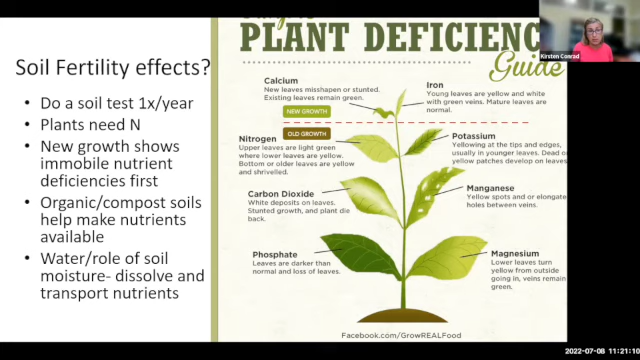 Soil Fertility effects?
• Do a soil test 1x/year
• Plants need N
• New growth shows
immobile nutrient
deficiencies first
• Organic/compost soils
help make nutrients
available
• Water/role of soil
moisture- dissolve and
transport nutrients
PLANT DEFICIENC
Guide
Calcium
New leaves misshapen or stunted.
Existing leaves remain green.
Iron
Young leaves are yellow and white
with green veins. Mature leaves are
normal.
NEW GROWTH
OLD GROWTH
Nitrogen
Upper leaves are light green
where lower leaves are yellow.
Bottom or older leaves are yellow
and shrivelled.
Potassium
Yellowing at the tips and edges,
usually in younger leaves. Dead o
yellow patches develop on leaves
Carbon Dioxide
White deposits on leaves.
Stunted growth, and plant die
back.
Manganese
Yellow spots and or elongate
holes between veins.
Phosphate
Leaves are darker than
normal and loss of leaves.
Magnesium
Lower leaves turn
yellow from outside
going in, veins remain
green.
Facebook.com/GrowREALFood
Kirsten Conrad
2022-07-08 11:21:10